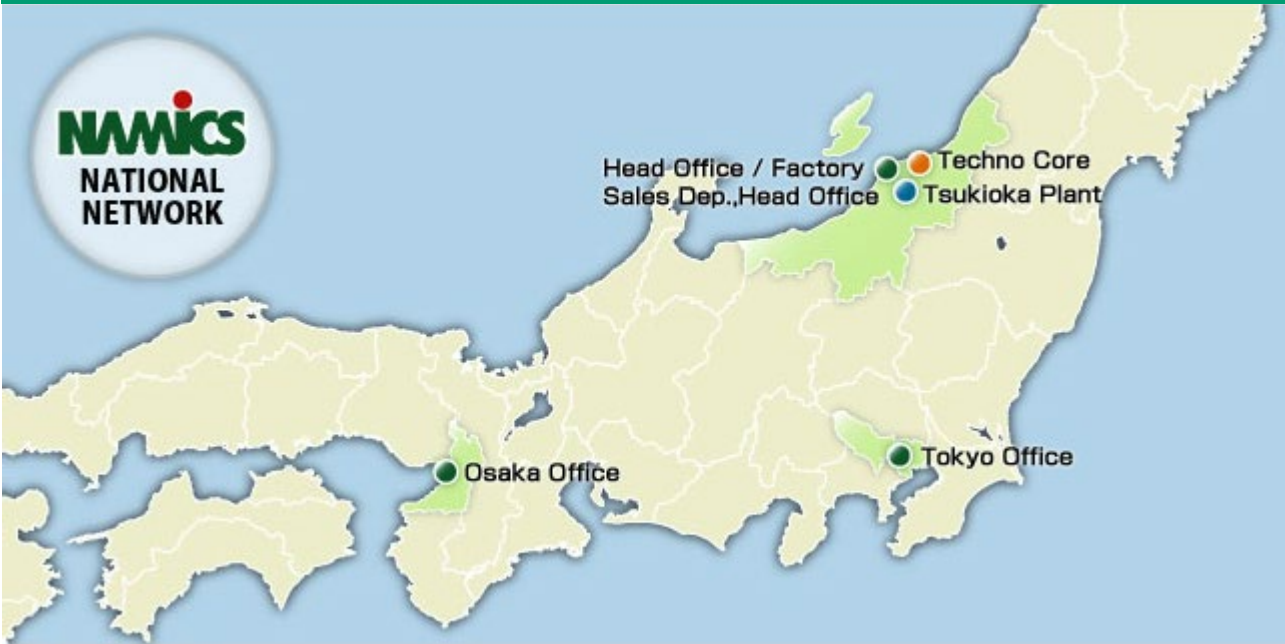 NAMICS
NATIONAL
NETWORK
Head Office / Factory
Sales Dep.,Head Office
Techno Core
Tsukioka Plant
Osaka Office
Tokyo Office